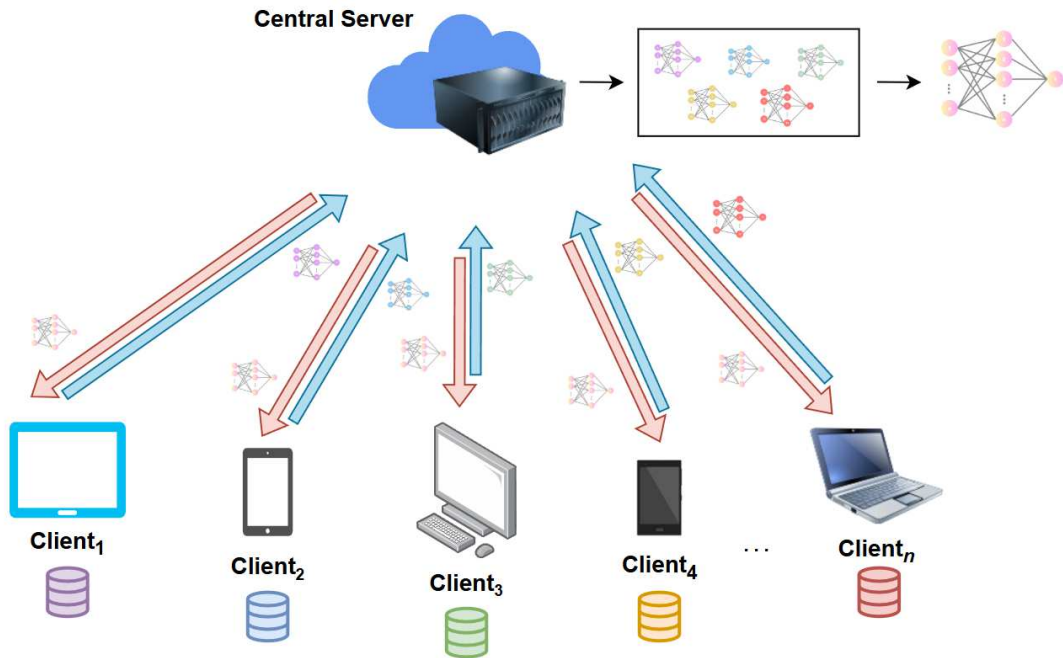 Central Server
Client₁
Client₂
Client₃
Client₄
...
Clientₙ